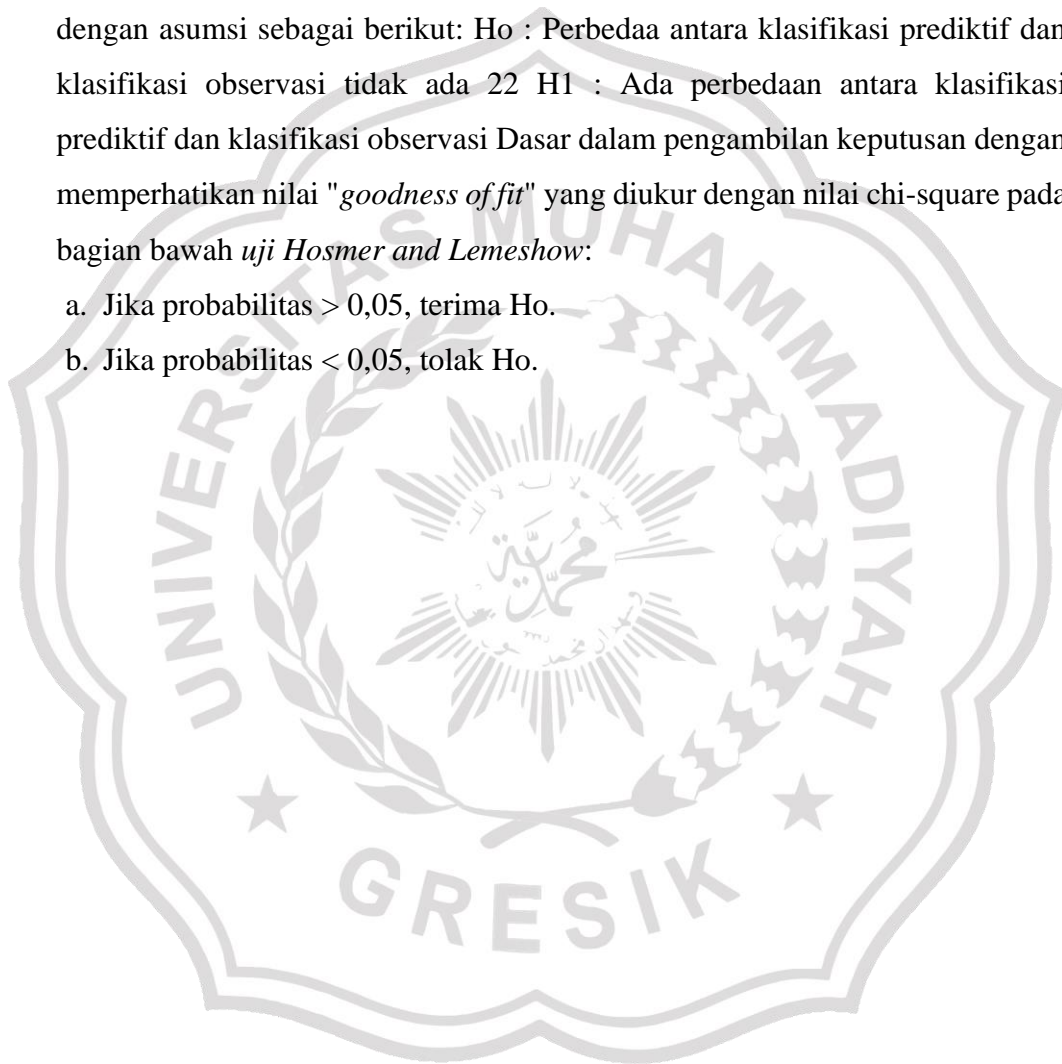 dengan asumsi sebagai berikut: Ho : Perbedaa antara klasifikasi prediktif dan
klasifikasi observasi tidak ada 22 H1 : Ada perbedaan antara klasifikasi
prediktif dan klasifikasi observasi Dasar dalam pengambilan keputusan dengan
memperhatikan nilai "goodness of fit" yang diukur dengan nilai chi-square pada
bagian bawah uji Hosmer and Lemeshow:
a. Jika probabilitas > 0,05, terima Ho.
b. Jika probabilitas < 0,05, tolak Ho.
UNIVERSITAS MUHAMMADIYAH
GRESIK